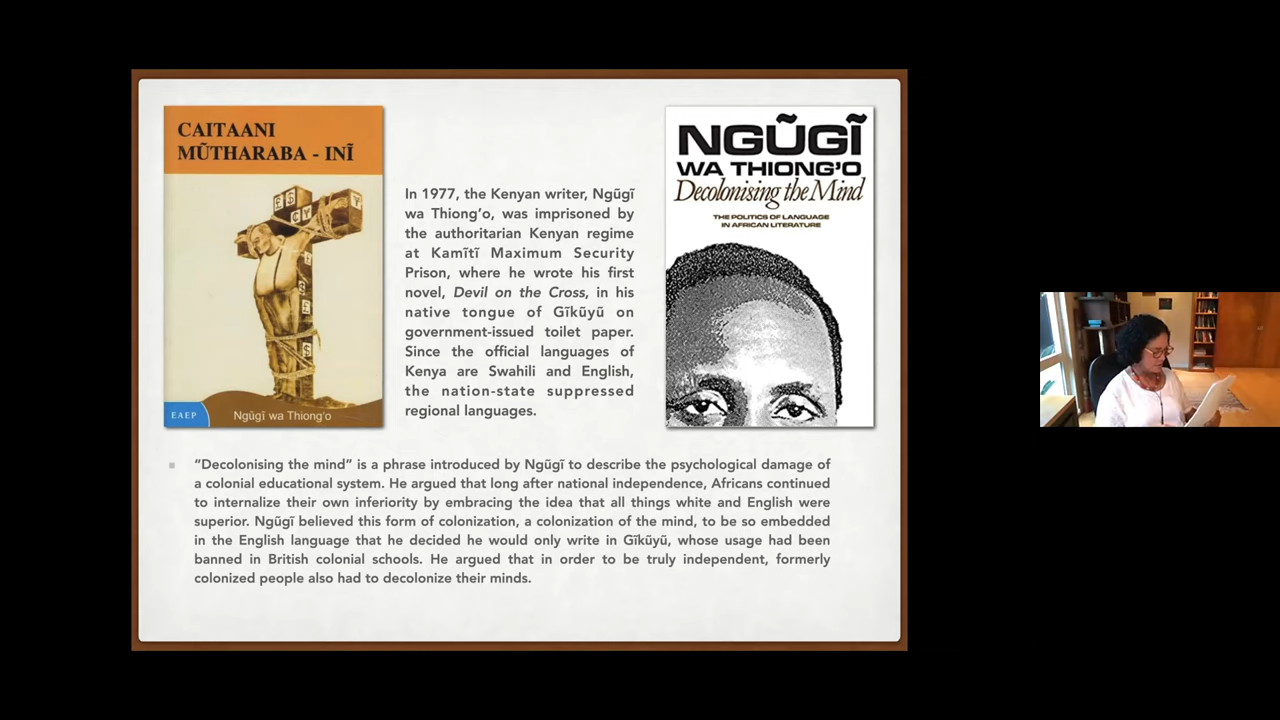 CAITAANI
MŨTHARABA - INĨ
EAEP
Ngũgĩ wa Thiong'o
In 1977, the Kenyan writer, Ngũgĩ
wa Thiong'o, was imprisoned by
the authoritarian Kenyan regime
at Kamĩtĩ Maximum Security
Prison, where he wrote his first
novel, Devil on the Cross, in his
native tongue of Gĩkũyũ on
government-issued toilet paper.
Since the official languages of
Kenya are Swahili and English,
the nation-state suppressed
regional languages.
NGŨGĨ
WA THIONG'O
Decolonising the Mind
THE POLITICS OF LANGUAGE
IN AFRICAN LITERATURE
"Decolonising the mind" is a phrase introduced by Ngũgĩ to describe the psychological damage of
a colonial educational system. He argued that long after national independence, Africans continued
to internalize their own inferiority by embracing the idea that all things white and English were
superior. Ngũgĩ believed this form of colonization, a colonization of the mind, to be so embedded
in the English language that he decided he would only write in Gĩkũyũ, whose usage had been
banned in British colonial schools. He argued that in order to be truly independent, formerly
colonized people also had to decolonize their minds.